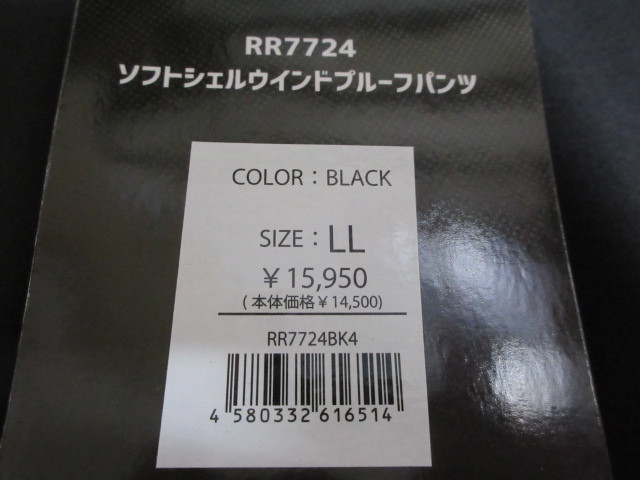 RR7724
ソフトシェルウインドプルーフパンツ
COLOR：BLACK
SIZE：LL
￥15,950
(本体価格￥14,500)
RR7724BK4
4 580332 616514